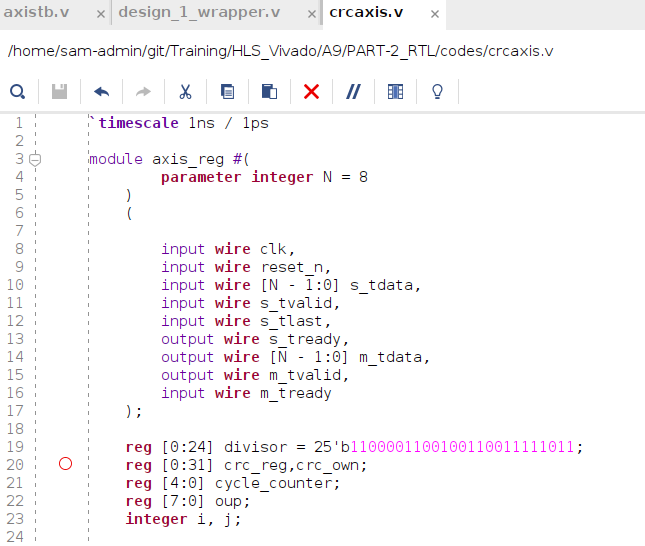 axistb.v × design_1_wrapper.v × crcaxis.v ×
/home/sam-admin/git/Training/HLS_Vivado/A9/PART-2_RTL/codes/crcaxis.v
1 `timescale 1ns / 1ps
2
3 module axis_reg #(
4 parameter integer N = 8
5 )
6 (
7
8 input wire clk,
9 input wire reset_n,
10 input wire [N - 1:0] s_tdata,
11 input wire s_tvalid,
12 input wire s_tlast,
13 output wire s_tready,
14 output wire [N - 1:0] m_tdata,
15 output wire m_tvalid,
16 input wire m_tready
17 );
18
19 reg [0:24] divisor = 25'b1100001100100110011111011;
20 reg [0:31] crc_reg,crc_own;
21 reg [4:0] cycle_counter;
22 reg [7:0] oup;
23 integer i, j;
24